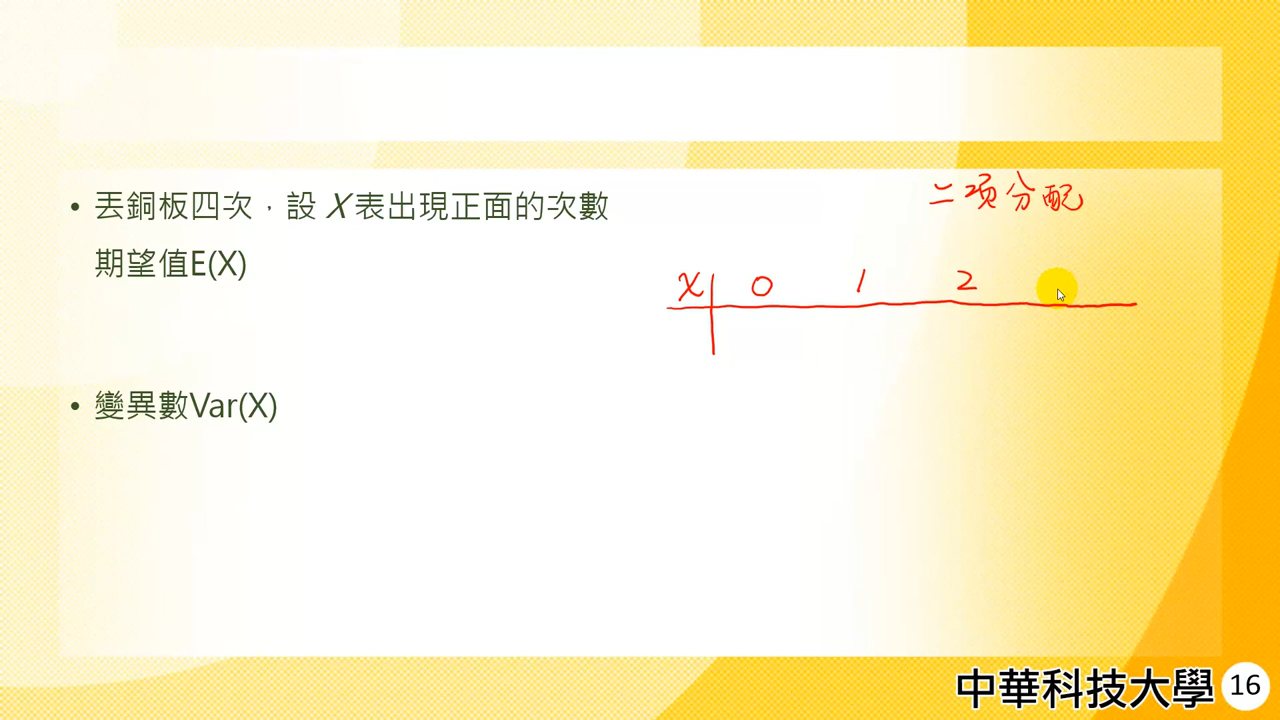 • 丟銅板四次，設 X 表出現正面的次數
期望值E(X)
二项分配
X 0 1 2
• 變異數Var(X)
中華科技大學 16